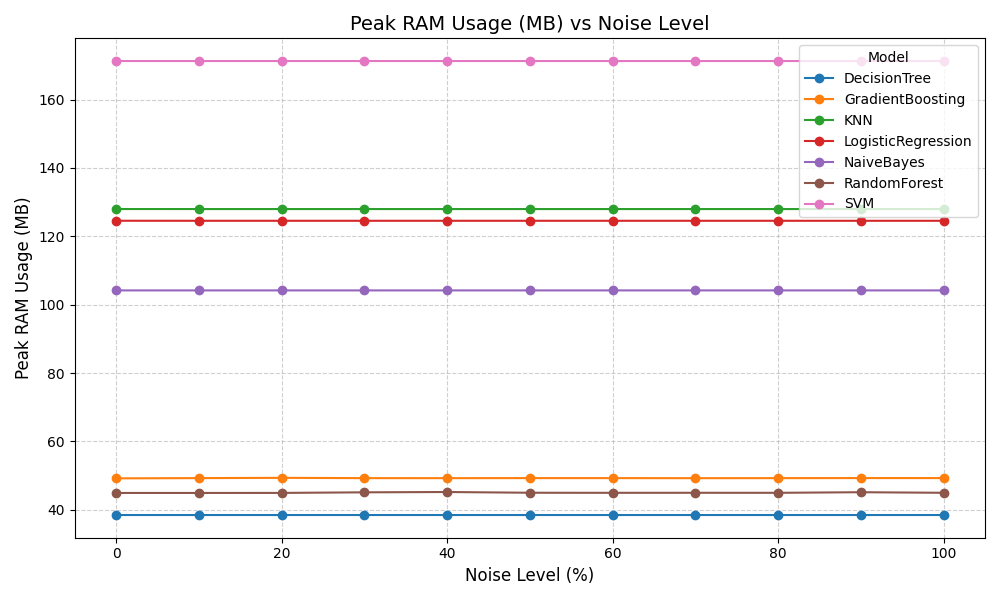 Peak RAM Usage (MB) vs Noise Level
Peak RAM Usage (MB)
160
140
120
100
80
60
40
Model
DecisionTree
GradientBoosting
KNN
LogisticRegression
NaiveBayes
RandomForest
SVM
0 20 40 60 80 100
Noise Level (%)